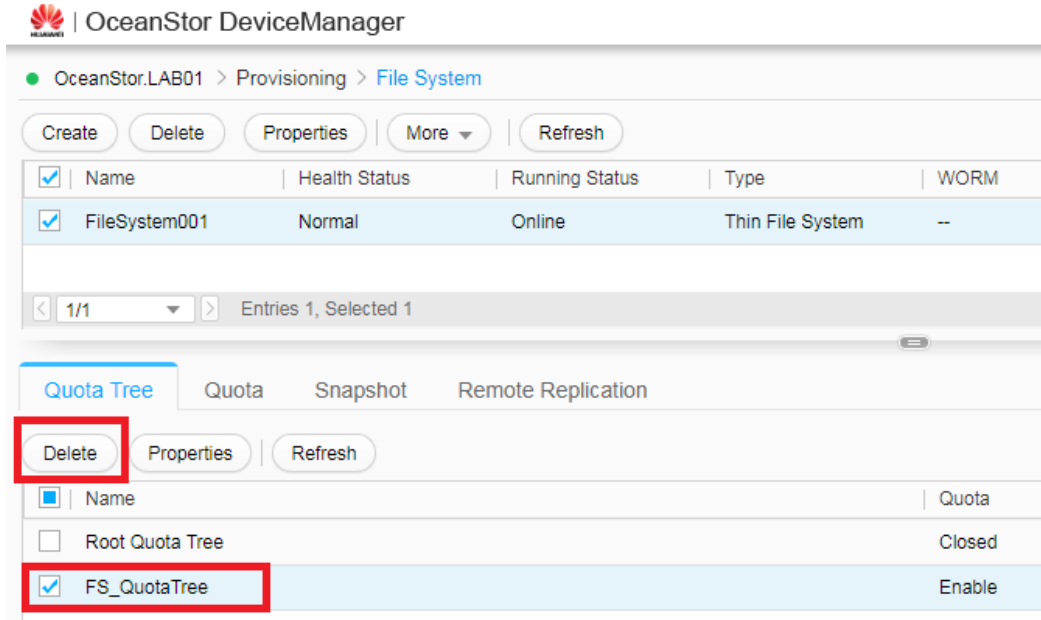 HUAWEI | OceanStor DeviceManager
OceanStor.LAB01 > Provisioning > File System
Create Delete Properties More Refresh
Name Health Status Running Status Type WORM
FileSystem001 Normal Online Thin File System --
< 1/1 > Entries 1, Selected 1
Quota Tree Quota Snapshot Remote Replication
Delete Properties Refresh
Name Quota
Root Quota Tree Closed
FS_QuotaTree Enable